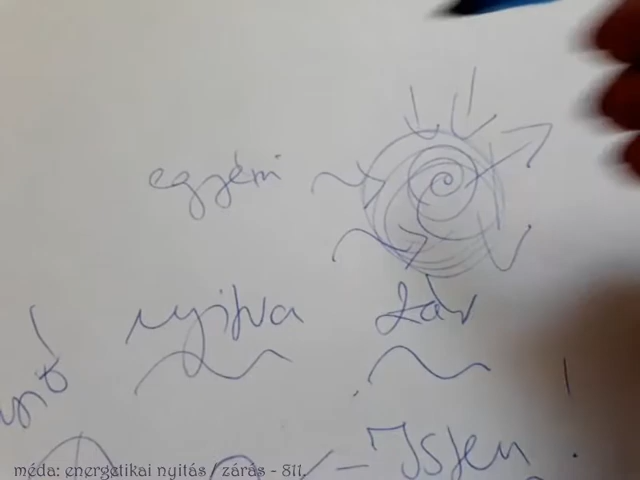 egyéni
nyitva zár
– Isten
méda: energetikai nyitás / zárás - 811.